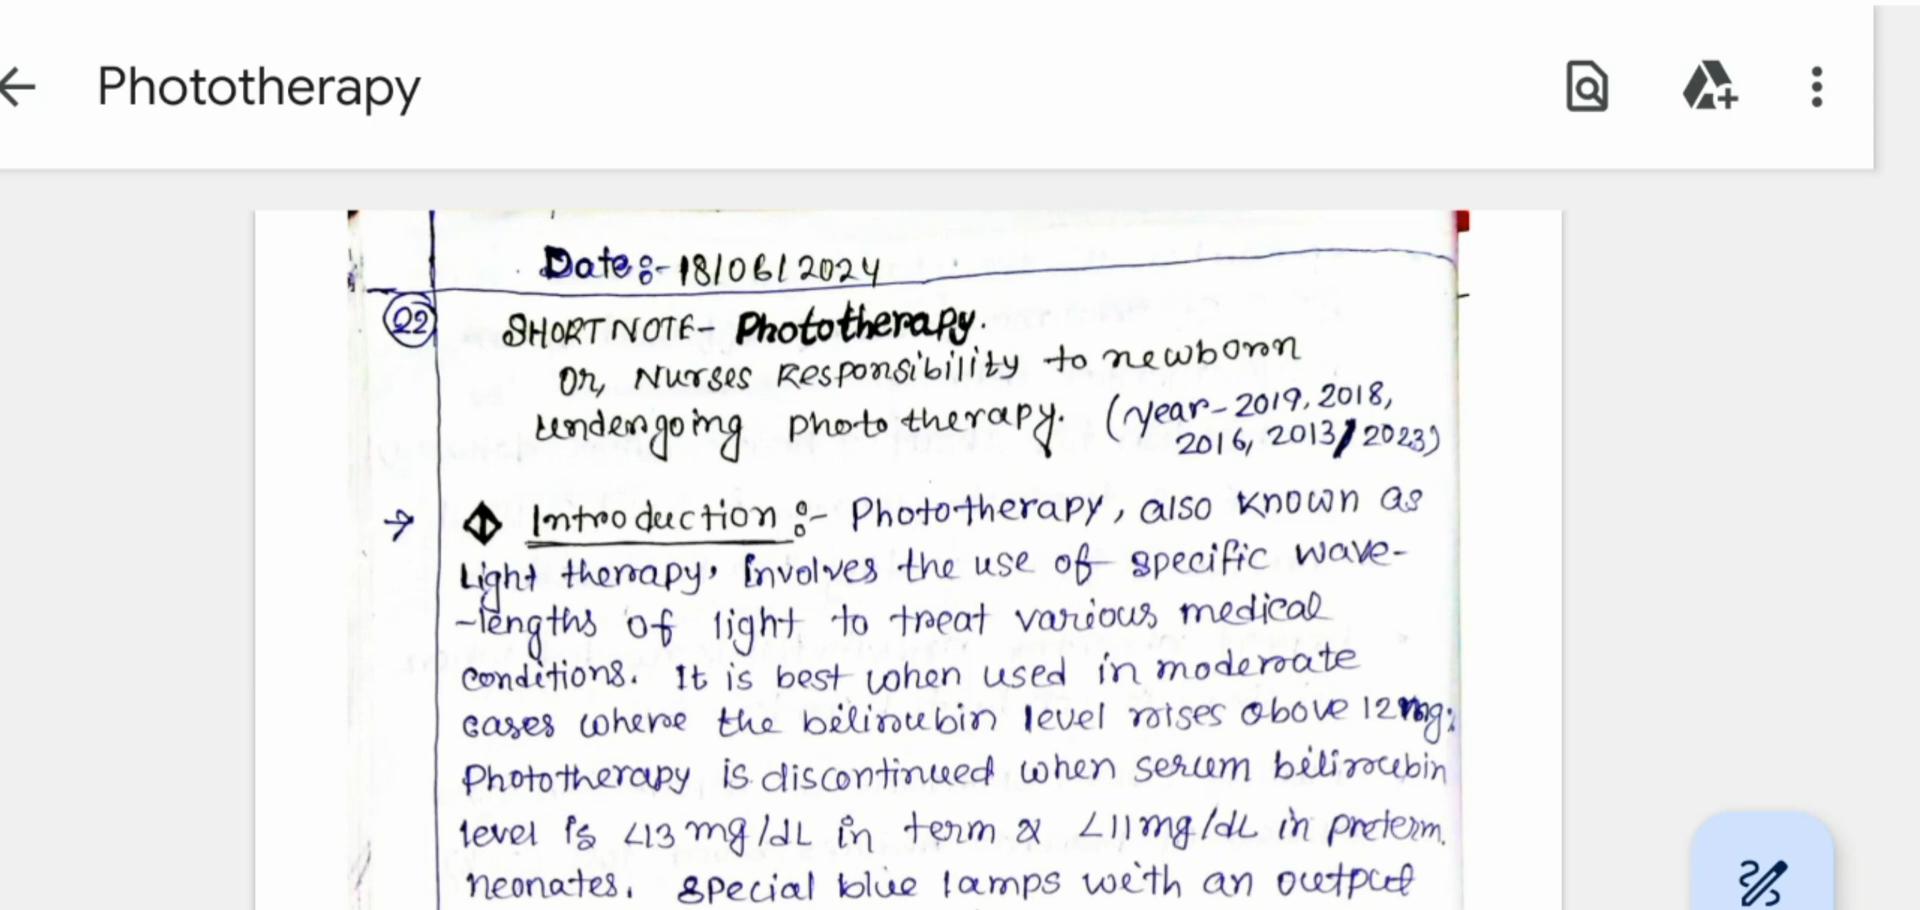 Phototherapy
Date:- 18/06/2024
Q2
SHORT NOTE- Phototherapy.
Or, Nurses Responsibility to newborn
undergoing phototherapy. (year-2019, 2018,
2016, 2013/2023)
→ Introduction :- Phototherapy, also known as
Light therapy, involves the use of specific wave-
-lengths of light to treat various medical
conditions. It is best when used in moderate
cases where the bilirubin level rises above 12mg.
Phototherapy is discontinued when serum bilirubin
level is <13 mg/dL in term & <11mg/dL in preterm.
neonates. Special blue lamps with an output